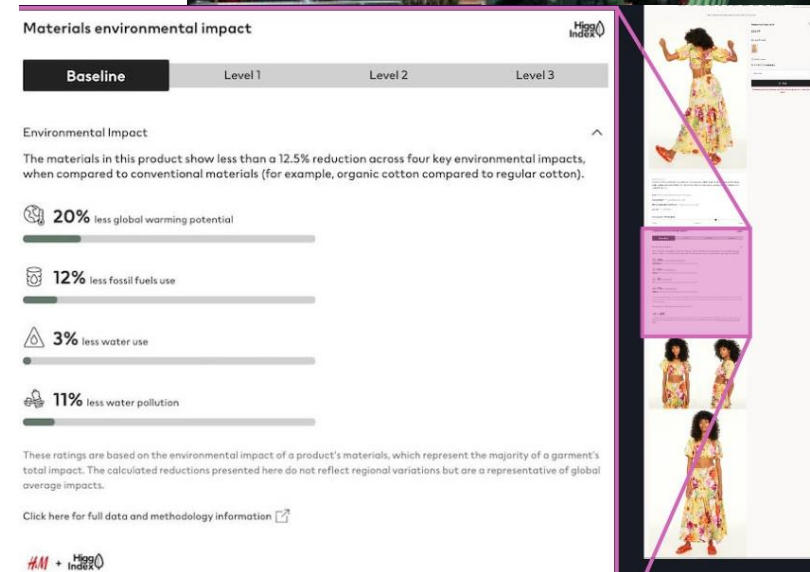 Materials environmental impact
Higg Index
Baseline
Level 1
Level 2
Level 3
Environmental Impact
The materials in this product show less than a 12.5% reduction across four key environmental impacts,
when compared to conventional materials (for example, organic cotton compared to regular cotton).
20% less global warming potential
12% less fossil fuels use
3% less water use
11% less water pollution
These ratings are based on the environmental impact of a product's materials, which represent the majority of a garment's
total impact. The calculated reductions presented here do not reflect regional variations but are a representative of global
average impacts.
Click here for full data and methodology information
H&M + Higg Index